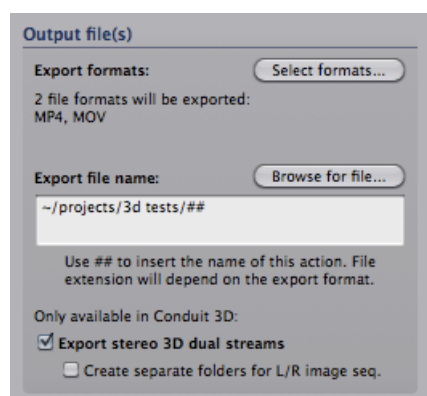 Output file(s)
Export formats: Select formats...
2 file formats will be exported:
MP4, MOV
Export file name: Browse for file...
~/projects/3d tests/##
Use ## to insert the name of this action. File
extension will depend on the export format.
Only available in Conduit 3D:
Export stereo 3D dual streams
Create separate folders for L/R image seq.